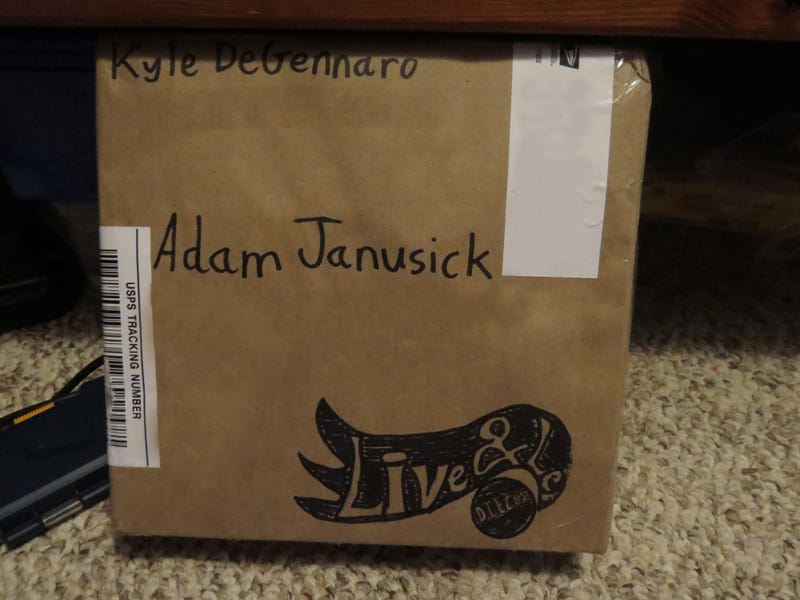 Kyle DeGennaro
Adam Janusick
USPS TRACKING NUMBER
Live &